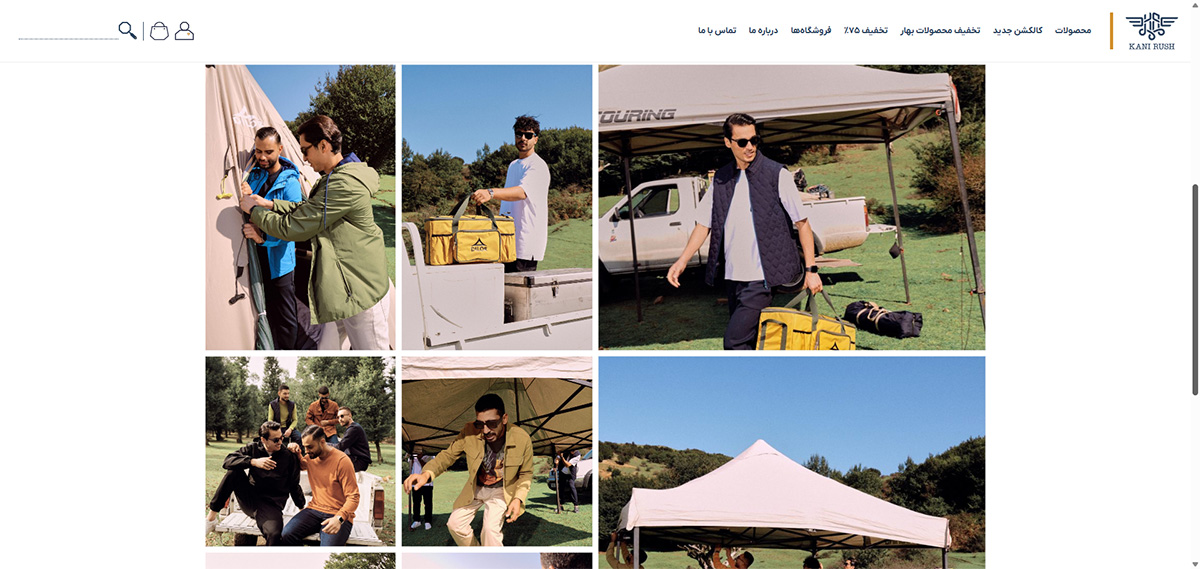 KANI RUSH
محصولات
کالکشن جدید
تخفیف محصولات بهار
تخفیف ۷۵٪
فروشگاه‌ها
درباره ما
تماس با ما
TOURING